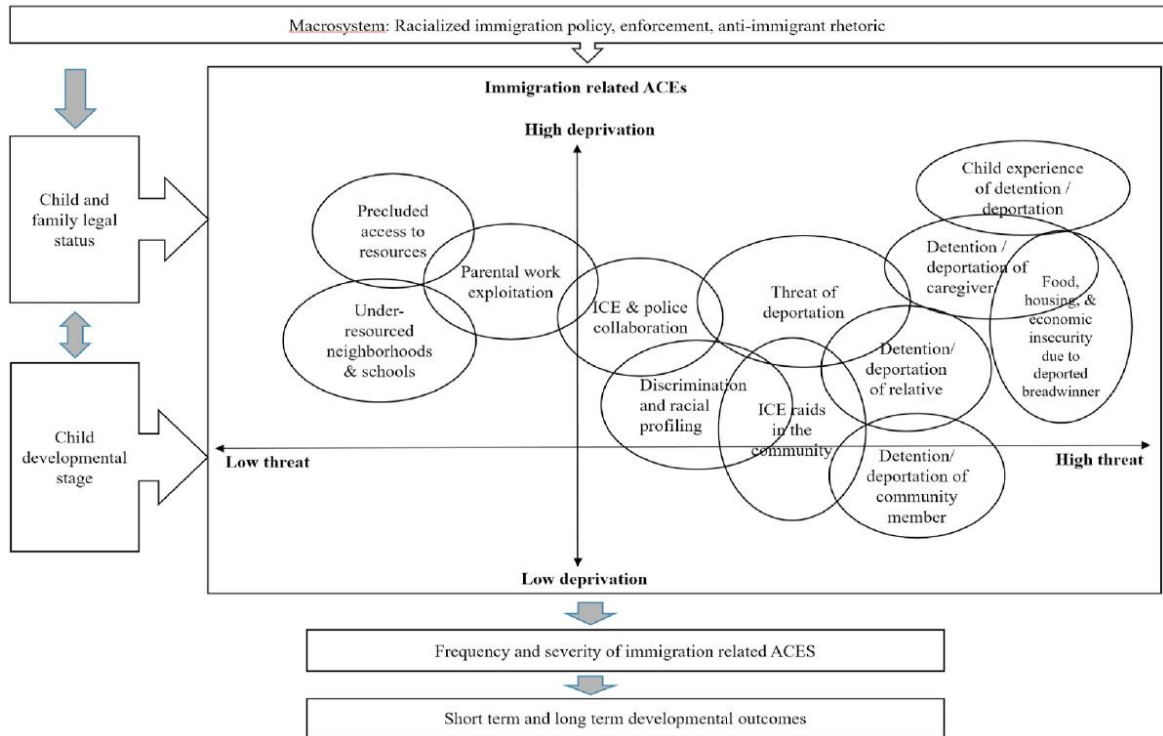 Macrosystem: Racialized immigration policy, enforcement, anti-immigrant rhetoric
Immigration related ACEs
High deprivation
Child and
family legal
status
Child
developmental
stage
Precluded
access to
resources
Parental work
exploitation
Under-
resourced
neighborhoods
& schools
ICE & police
collaboration
Discrimination
and racial
profiling
Threat of
deportation
ICE raids
in the
community
Child experience
of detention /
deportation
Detention /
deportation of
caregiver
Food,
housing, &
economic
insecurity
due to
deported
breadwinner
Detention/
deportation
of relative
Detention/
deportation of
community
member
Low threat
High threat
Low deprivation
Frequency and severity of immigration related ACES
Short term and long term developmental outcomes